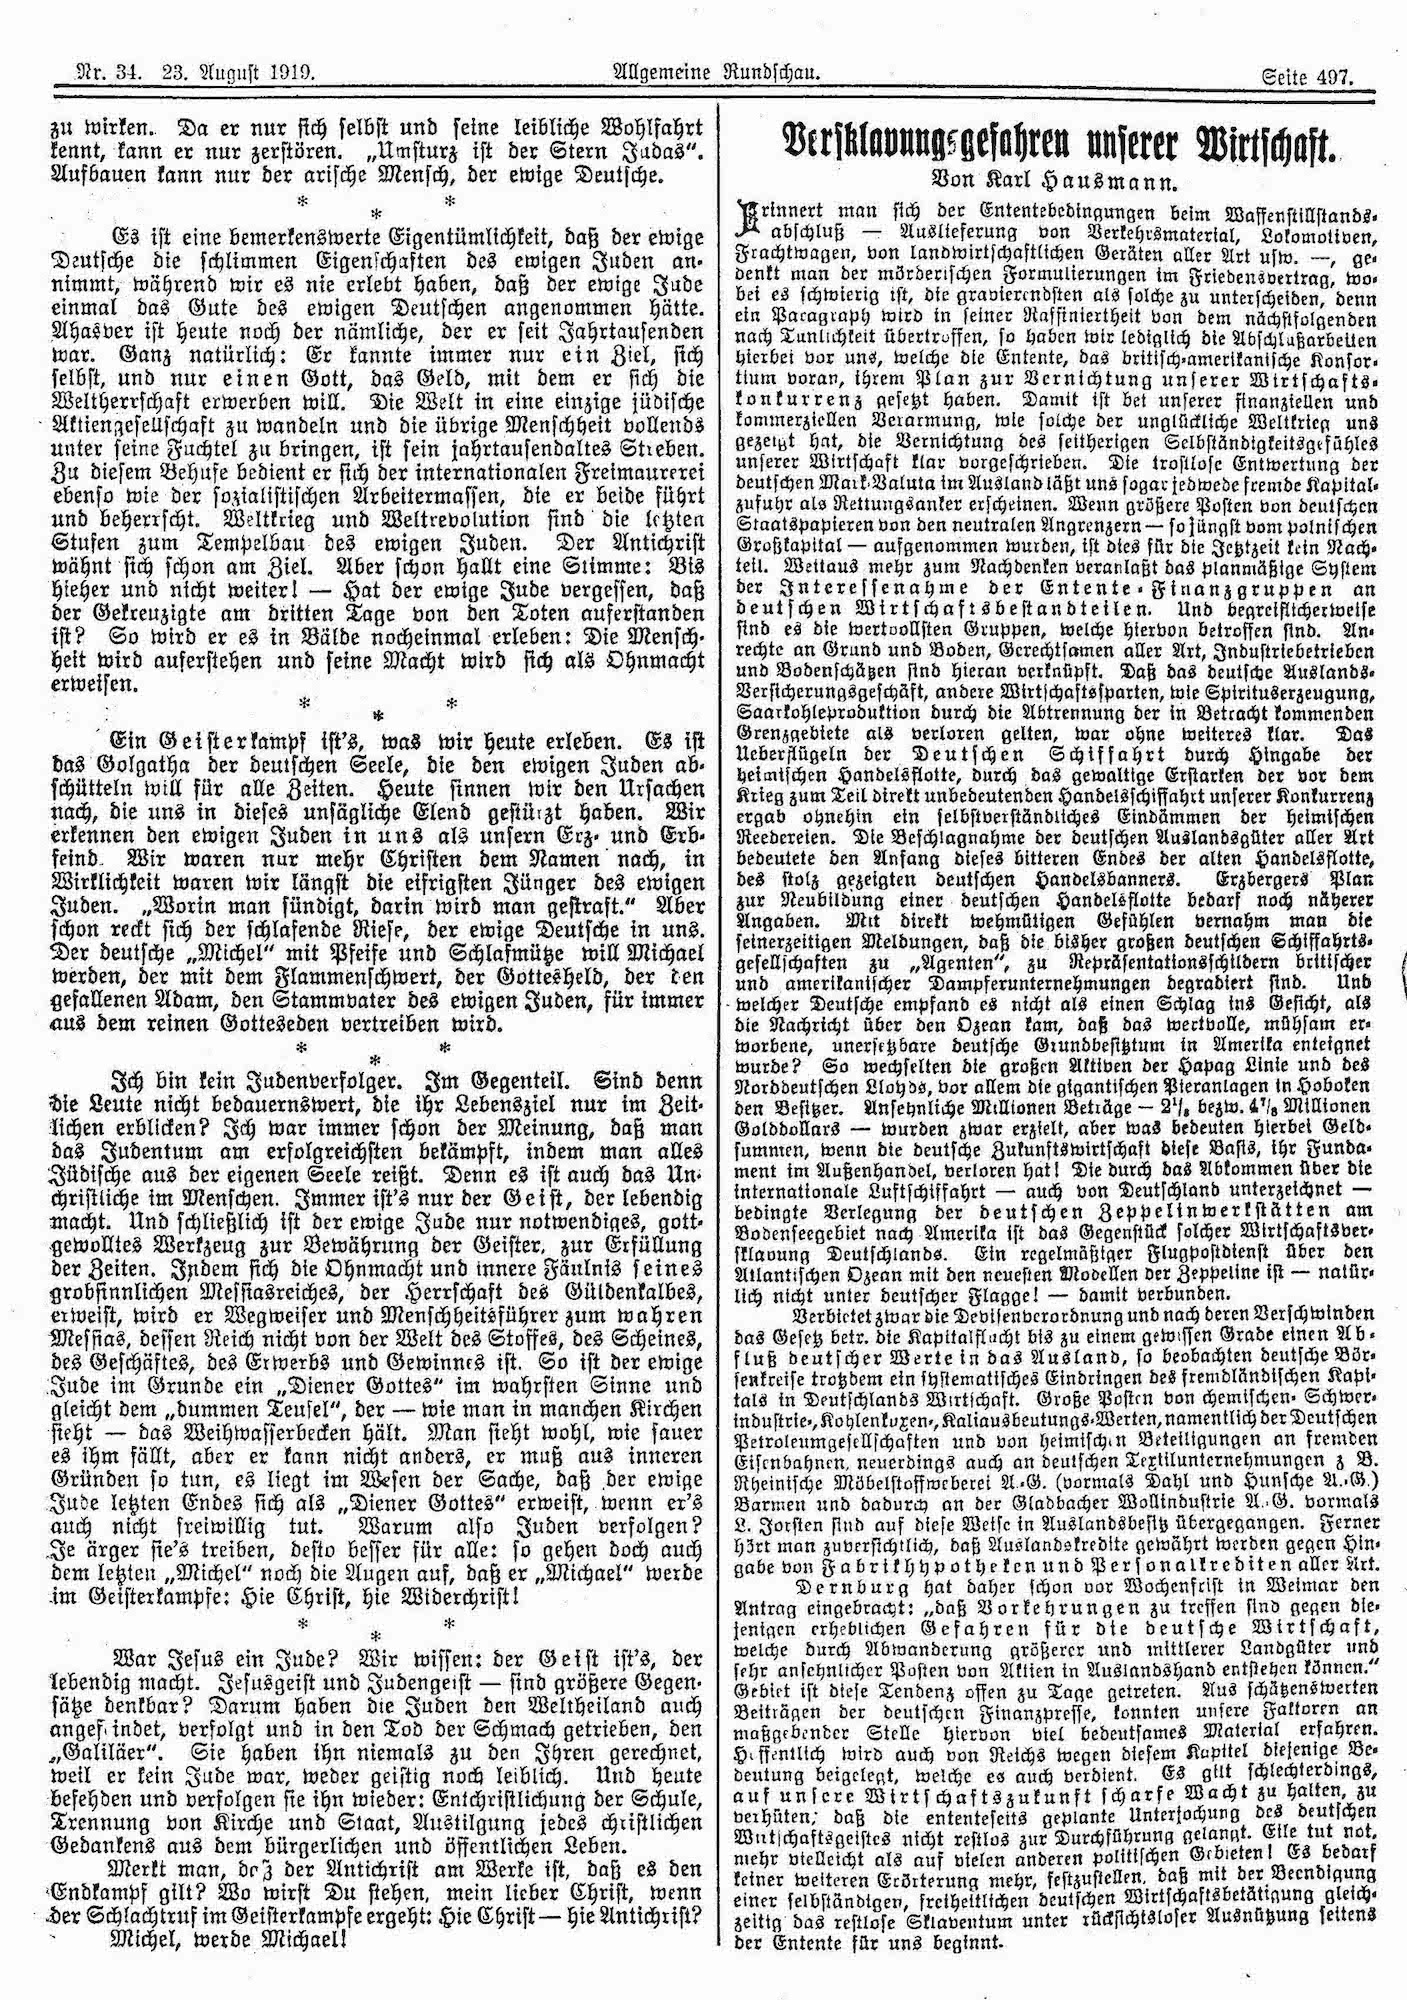 Nr. 34. 23. August 1919.
Allgemeine Rundschau.
Seite 497.
zu wirken. Da er nur sich selbst und seine leibliche Wohlfahrt
kennt, kann er nur zerstören. „Umsturz ist der Stern Judas“.
Aufbauen kann nur der arische Mensch, der ewige Deutsche.
* * *
Es ist eine bemerkenswerte Eigentümlichkeit, daß der ewige
Deutsche die schlimmen Eigenschaften des ewigen Juden an-
nimmt, während wir es nie erlebt haben, daß der ewige Jude
einmal das Gute des ewigen Deutschen angenommen hätte.
Ahasver ist heute noch der nämliche, der er seit Jahrtausenden
war. Ganz natürlich: Er kannte immer nur ein Ziel, sich
selbst, und nur einen Gott, das Geld, mit dem er sich die
Weltherrschaft erwerben will. Die Welt in eine einzige jüdische
Aktiengesellschaft zu wandeln und die übrige Menschheit vollends
unter seine Fuchtel zu bringen, ist sein jahrtausendaltes Streben.
Zu diesem Behufe bedient er sich der internationalen Freimaurerei
ebenso wie der sozialistischen Arbeitermassen, die er beide führt
und beherrscht. Weltkrieg und Weltrevolution sind die letzten
Stufen zum Tempelbau des ewigen Juden. Der Antichrist
wähnt sich schon am Ziel. Aber schon hallt eine Stimme: Bis
hieher und nicht weiter! — Hat der ewige Jude vergessen, daß
der Gekreuzigte am dritten Tage von den Toten auferstanden
ist? So wird er es in Bälde nocheinmal erleben: Die Mensch-
heit wird auferstehen und seine Macht wird sich als Ohnmacht
erweisen.
* * *
Ein Geisterkampf ist's, was wir heute erleben. Es ist
das Golgatha der deutschen Seele, die den ewigen Juden ab-
schütteln will für alle Zeiten. Heute sinnen wir den Ursachen
nach, die uns in dieses unsägliche Elend gestürzt haben. Wir
erkennen den ewigen Juden in uns als unsern Erz- und Erb-
feind. Wir waren nur mehr Christen dem Namen nach, in
Wirklichkeit waren wir längst die eifrigsten Jünger des ewigen
Juden. „Worin man sündigt, darin wird man gestraft.“ Aber
schon reckt sich der schlafende Riese, der ewige Deutsche in uns.
Der deutsche „Michel“ mit Pfeife und Schlafmütze will Michael
werden, der mit dem Flammenschwert, der Gottesheld, der den
gefallenen Adam, den Stammvater des ewigen Juden, für immer
aus dem reinen Gotteseden vertreiben wird.
* * *
Ich bin kein Judenverfolger. Im Gegenteil. Sind denn
die Leute nicht bedauernswert, die ihr Lebensziel nur im Zeit-
lichen erblicken? Ich war immer schon der Meinung, daß man
das Judentum am erfolgreichsten bekämpft, indem man alles
Jüdische aus der eigenen Seele reißt. Denn es ist auch das Un-
christliche im Menschen. Immer ist's nur der Geist, der lebendig
macht. Und schließlich ist der ewige Jude nur notwendiges, gott-
gewolltes Werkzeug zur Bewährung der Geister, zur Erfüllung
der Zeiten. Indem sich die Ohnmacht und innere Fäulnis seines
grobsinnlichen Messiasreiches, der Herrschaft des Güldenkalbes,
erweist, wird er Wegweiser und Menschheitsführer zum wahren
Messias, dessen Reich nicht von der Welt des Stoffes, des Scheines,
des Geschäftes, des Erwerbs und Gewinnes ist. So ist der ewige
Jude im Grunde ein „Diener Gottes“ im wahrsten Sinne und
gleicht dem „dummen Teufel“, der — wie man in manchen Kirchen
sieht — das Weihwasserbecken hält. Man sieht wohl, wie sauer
es ihm fällt, aber er kann nicht anders, er muß aus inneren
Gründen so tun, es liegt im Wesen der Sache, daß der ewige
Jude letzten Endes sich als „Diener Gottes“ erweist, wenn er's
auch nicht freiwillig tut. Warum also Juden verfolgen?
Je ärger sie's treiben, desto besser für alle: so gehen doch auch
dem letzten „Michel“ noch die Augen auf, daß er „Michael“ werde
im Geisterkampfe: Hie Christ, hie Widerchrist!
* * *
War Jesus ein Jude? Wir wissen: der Geist ist's, der
lebendig macht. Jesusgeist und Judengeist — sind größere Gegen-
sätze denkbar? Darum haben die Juden den Weltheiland auch
angefeindet, verfolgt und in den Tod der Schmach getrieben, den
„Galiläer“. Sie haben ihn niemals zu den Ihren gerechnet,
weil er kein Jude war, weder geistig noch leiblich. Und heute
befehden und verfolgen sie ihn wieder: Entchristlichung der Schule,
Trennung von Kirche und Staat, Austilgung jedes christlichen
Gedankens aus dem bürgerlichen und öffentlichen Leben.
Merkt man, daß der Antichrist am Werke ist, daß es den
Endkampf gilt? Wo wirst Du stehen, mein lieber Christ, wenn
der Schlachtruf im Geisterkampfe ergeht: Hie Christ — hie Antichrist?
Michel, werde Michael!
Versklavungsgefahren unserer Wirtschaft.
Von Karl Hausmann.
Erinnert man sich der Ententebedingungen beim Waffenstillstands-
abschluß — Auslieferung von Verkehrsmaterial, Lokomotiven,
Frachtwagen, von landwirtschaftlichen Geräten aller Art usw. —, ge-
denkt man der mörderischen Formulierungen im Friedensvertrag, wo-
bei es schwierig ist, die gravierendsten als solche zu unterscheiden, denn
ein Paragraph wird in seiner Raffiniertheit von dem nächstfolgenden
nach Tunlichkeit übertroffen, so haben wir lediglich die Abschlußarbeiten
hierbei vor uns, welche die Entente, das britisch-amerikanische Konsor-
tium voran, ihrem Plan zur Vernichtung unserer Wirtschafts-
konkurrenz gesetzt haben. Damit ist bei unserer finanziellen und
kommerziellen Verarmung, wie solche der unglückliche Weltkrieg uns
gezeigt hat, die Vernichtung des seitherigen Selbständigkeitsgefühles
unserer Wirtschaft klar vorgeschrieben. Die trostlose Entwertung der
deutschen Mark-Valuta im Ausland läßt uns sogar jedwede fremde Kapital-
zufuhr als Rettungsanker erscheinen. Wenn größere Posten von deutschen
Staatspapieren von den neutralen Angrenzern — so jüngst vom polnischen
Großkapital — aufgenommen wurden, ist dies für die Jetztzeit kein Nach-
teil. Weitaus mehr zum Nachdenken veranlaßt das planmäßige System
der Interessenahme der Entente-Finanzgruppen an
deutschen Wirtschaftsbestandteilen. Und begreiflicherweise
sind es die wertvollsten Gruppen, welche hiervon betroffen sind. An-
rechte an Grund und Boden, Gerechtsamen aller Art, Industriebetrieben
und Bodenschätzen sind hieran verknüpft. Daß das deutsche Auslands-
Versicherungsgeschäft, andere Wirtschaftssparten, wie Spirituserzeugung,
Saarkohleproduktion durch die Abtrennung der in Betracht kommenden
Grenzgebiete als verloren gelten, war ohne weiteres klar. Das
Ueberflügeln der Deutschen Schiffahrt durch Hingabe der
heimischen Handelsflotte, durch das gewaltige Erstarken der vor dem
Krieg zum Teil direkt unbedeutenden Handelsschiffahrt unserer Konkurrenz
ergab ohnehin ein selbstverständliches Eindämmen der heimischen
Reedereien. Die Beschlagnahme der deutschen Auslandsgüter aller Art
bedeutete den Anfang dieses bitteren Endes der alten Handelsflotte,
des stolz gezeigten deutschen Handelsbanners. Erzbergers Plan
zur Neubildung einer deutschen Handelsflotte bedarf noch näherer
Angaben. Mit direkt wehmütigen Gefühlen vernahm man die
seinerzeitigen Meldungen, daß die bisher großen deutschen Schiffahrts-
gesellschaften zu „Agenten“, zu Repräsentationsschildern britischer
und amerikanischer Dampferunternehmungen degradiert sind. Und
welcher Deutsche empfand es nicht als einen Schlag ins Gesicht, als
die Nachricht über den Ozean kam, daß das wertvolle, mühsam er-
worbene, unersetzbare deutsche Grundbesitztum in Amerika enteignet
wurde? So wechselten die großen Aktiven der Hapag Linie und des
Norddeutschen Lloyds, vor allem die gigantischen Pieranlagen in Hoboken
den Besitzer. Ansehnliche Millionen Beträge — 2¹/₈ bezw. 4⁷/₈ Millionen
Golddollars — wurden zwar erzielt, aber was bedeuten hierbei Geld-
summen, wenn die deutsche Zukunftswirtschaft diese Basis, ihr Funda-
ment im Außenhandel, verloren hat! Die durch das Abkommen über die
internationale Luftschiffahrt — auch von Deutschland unterzeichnet —
bedingte Verlegung der deutschen Zeppelinwerkstätten am
Bodenseegebiet nach Amerika ist das Gegenstück solcher Wirtschaftsver-
sklavung Deutschlands. Ein regelmäßiger Flugpostdienst über den
Atlantischen Ozean mit den neuesten Modellen der Zeppeline ist — natür-
lich nicht unter deutscher Flagge! — damit verbunden.
Verbietet zwar die Devisenverordnung und nach deren Verschwinden
das Gesetz betr. die Kapitalflucht bis zu einem gewissen Grade einen Ab-
fluß deutscher Werte in das Ausland, so beobachten deutsche Bör-
senkreise trotzdem ein systematisches Eindringen des fremdländischen Kapi-
tals in Deutschlands Wirtschaft. Große Posten von chemischen- Schwer-
industrie-, Kohlenkuxen-, Kaliausbeutungs-Werten, namentlich der Deutschen
Petroleumgesellschaften und von heimischen Beteiligungen an fremden
Eisenbahnen, neuerdings auch an deutschen Textilunternehmungen z B.
Rheinische Möbelstoffweberei A.-G. (vormals Dahl und Hunsche A.-G.)
Barmen und dadurch an der Gladbacher Wollindustrie A.-G. vormals
L. Jorsten sind auf diese Weise in Auslandsbesitz übergegangen. Ferner
hört man zuversichtlich, daß Auslandskredite gewährt werden gegen Hin-
gabe von Fabrikhypotheken und Personalkrediten aller Art.
Dernburg hat daher schon vor Wochenfrist in Weimar den
Antrag eingebracht: „daß Vorkehrungen zu treffen sind gegen die-
jenigen erheblichen Gefahren für die deutsche Wirtschaft,
welche durch Abwanderung größerer und mittlerer Landgüter und
sehr ansehnlicher Posten von Aktien in Auslandshand entstehen können.“
Gebiet ist diese Tendenz offen zu Tage getreten. Aus schätzenswerten
Beiträgen der deutschen Finanzpresse, konnten unsere Faktoren an
maßgebender Stelle hiervon viel bedeutsames Material erfahren.
Hoffentlich wird auch von Reichs wegen diesem Kapitel diejenige Be-
deutung beigelegt, welche es auch verdient. Es gilt schlechterdings,
auf unsere Wirtschaftszukunft scharfe Wacht zu halten, zu
verhüten, daß die ententeseits geplante Unterjochung des deutschen
Wirtschaftsgeistes nicht restlos zur Durchführung gelangt. Eile tut not,
mehr vielleicht als auf vielen anderen politischen Gebieten! Es bedarf
keiner weiteren Erörterung mehr, festzustellen, daß mit der Beendigung
einer selbständigen, freiheitlichen deutschen Wirtschaftsbetätigung gleich-
zeitig das restlose Sklaventum unter rücksichtsloser Ausnützung seitens
der Entente für uns beginnt.